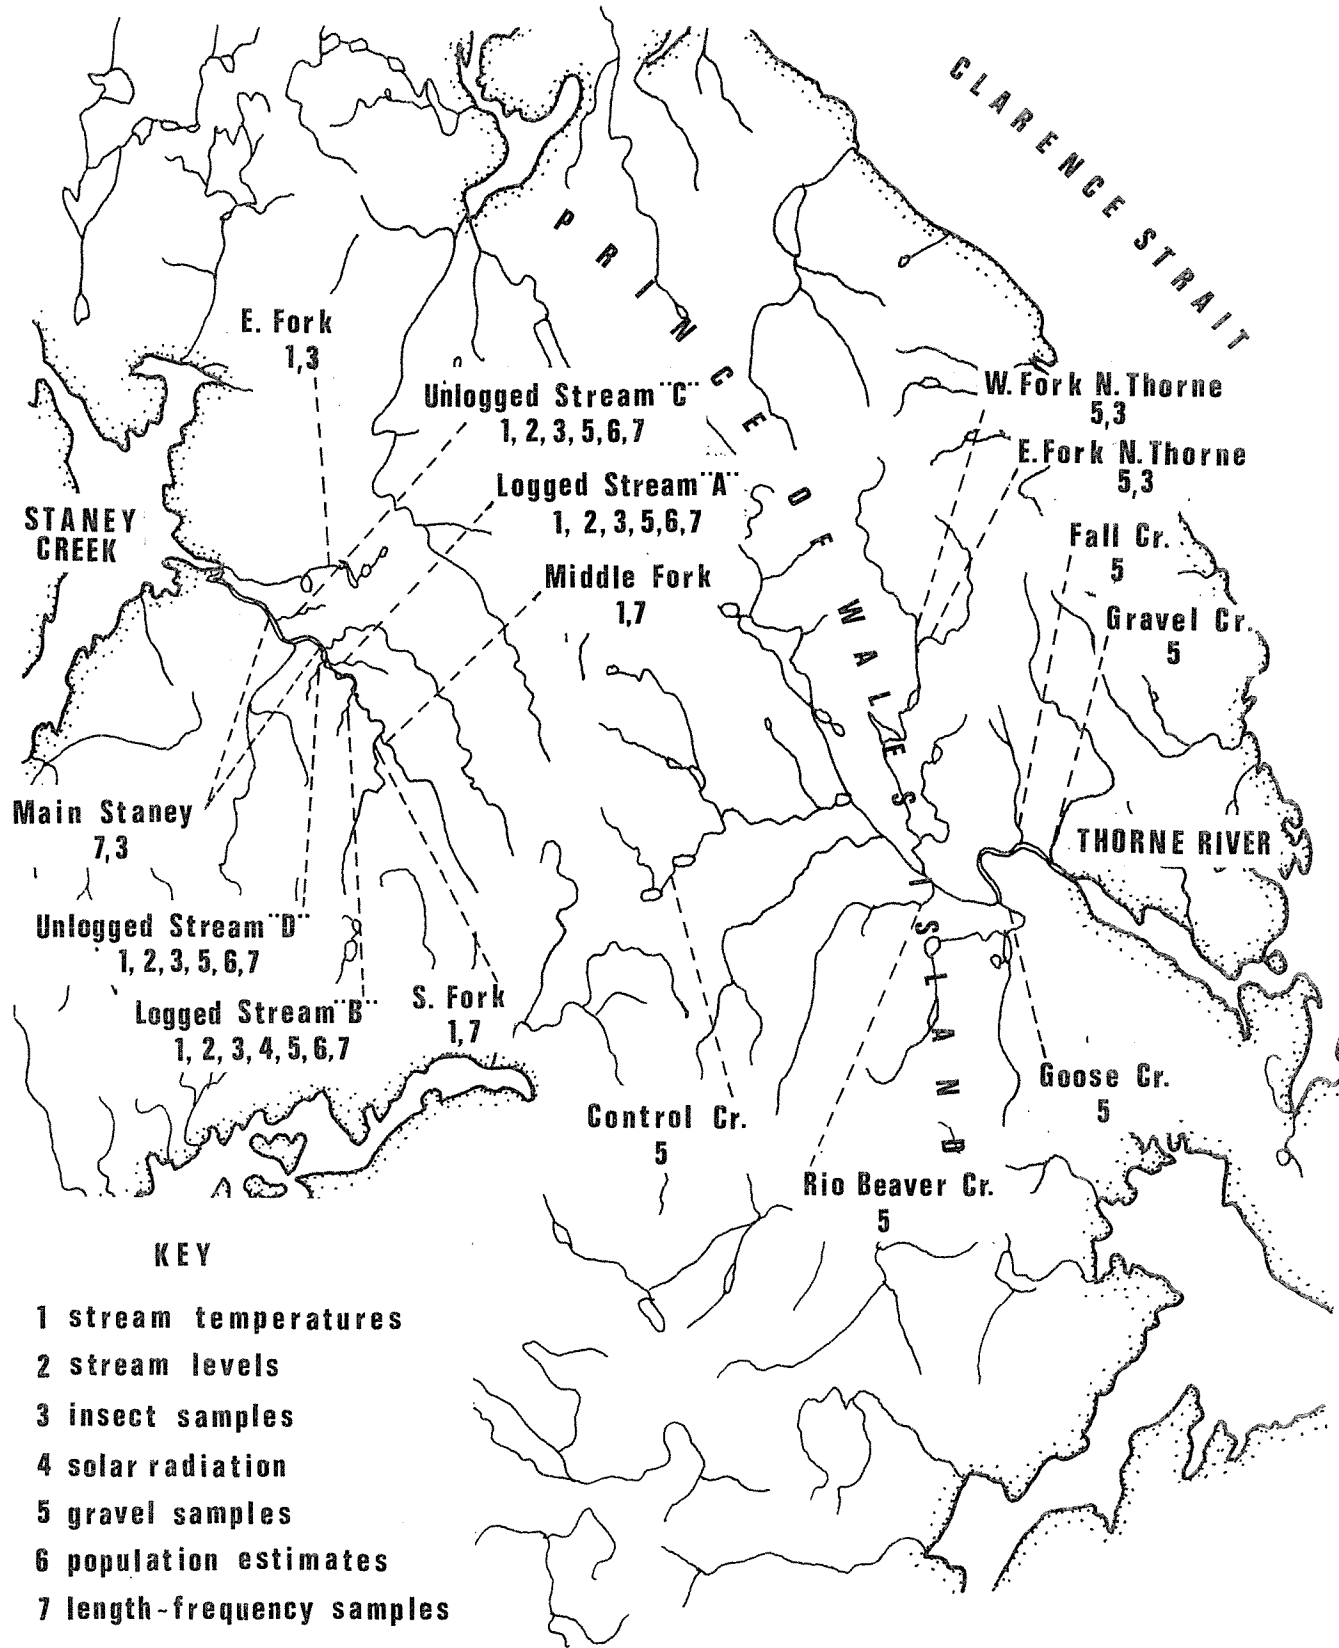 CLARENCE STRAIT
PRINCE OF WALES ISLAND
E. Fork
1,3
Unlogged Stream "C"
1, 2, 3, 5, 6, 7
Logged Stream "A"
1, 2, 3, 5, 6, 7
Middle Fork
1,7
W. Fork N. Thorne
5,3
E. Fork N. Thorne
5,3
Fall Cr.
5
Gravel Cr.
5
STANEY
CREEK
Main Staney
7,3
THORNE RIVER
Unlogged Stream "D"
1, 2, 3, 5, 6, 7
Logged Stream "B"
1, 2, 3, 4, 5, 6, 7
S. Fork
1,7
Control Cr.
5
Goose Cr.
5
Rio Beaver Cr.
5
KEY
1 stream temperatures
2 stream levels
3 insect samples
4 solar radiation
5 gravel samples
6 population estimates
7 length-frequency samples